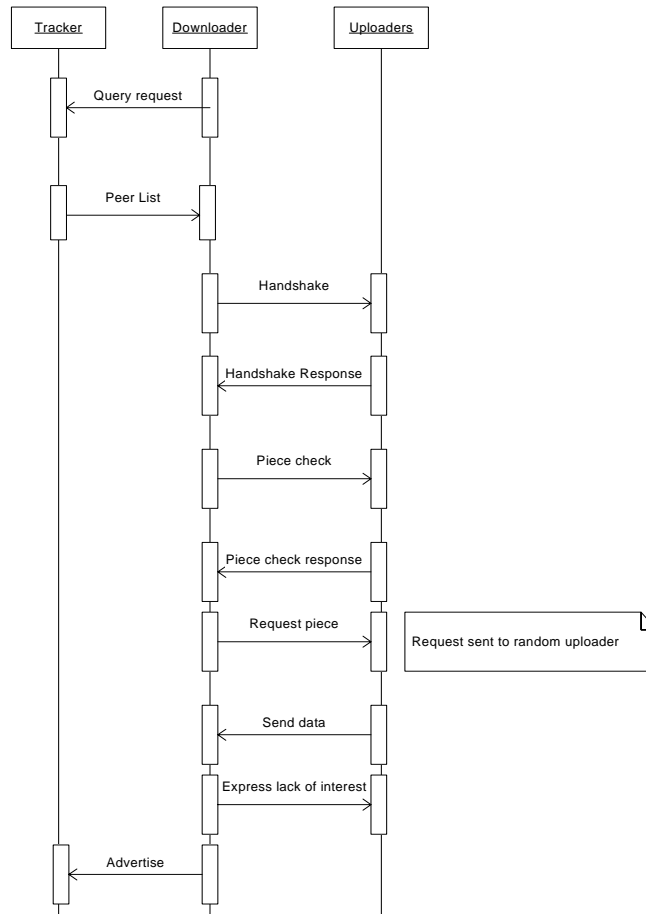 Tracker
Downloader
Uploaders
Query request
Peer List
Handshake
Handshake Response
Piece check
Piece check response
Request piece
Request sent to random uploader
Send data
Express lack of interest
Advertise